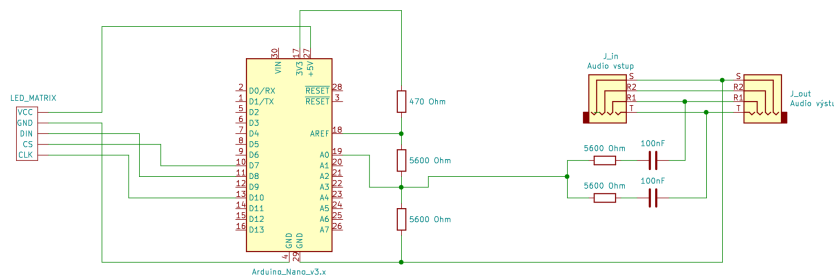 LED_MATRIX
VCC
GND
DIN
CS
CLK
30
17
27
VIN
3V3
+5V
2 D0/RX
1 D1/TX
5 D2
6 D3
7 D4
8 D5
9 D6
10 D7
11 D8
12 D9
13 D10
14 D11
15 D12
16 D13
RESET 28
RESET 3
AREF 18
A0 19
A1 20
A2 21
A3 22
A4 23
A5 24
A6 25
A7 26
GND
GND
4
29
Arduino_Nano_v3.x
470 Ohm
5600 Ohm
5600 Ohm
5600 Ohm
100nF
5600 Ohm
100nF
J_in
Audio vstup
S
R2
R1
T
S
R2
R1
T
J_out
Audio výstu